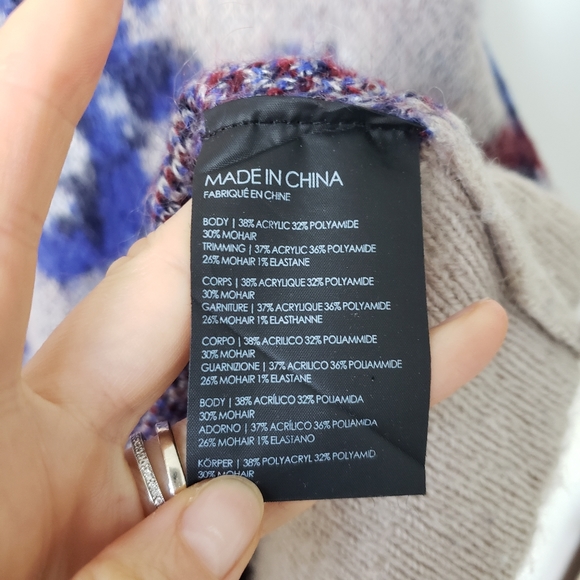 MADE IN CHINA
FABRIQUÉ EN CHINE
BODY | 38% ACRYLIC 32% POLYAMIDE
30% MOHAIR
TRIMMING | 37% ACRYLIC 36% POLYAMIDE
26% MOHAIR 1% ELASTANE
CORPS | 38% ACRYLIQUE 32% POLYAMIDE
30% MOHAIR
GARNITURE | 37% ACRYLIQUE 36% POLYAMIDE
26% MOHAIR 1% ELASTHANNE
CORPO | 38% ACRILICO 32% POLIAMMIDE
30% MOHAIR
GUARNIZIONE | 37% ACRILICO 36% POLIAMMIDE
26% MOHAIR 1% ELASTANE
BODY | 38% ACRÍLICO 32% POLIAMIDA
30% MOHAIR
ADORNO | 37% ACRÍLICO 36% POLIAMIDA
26% MOHAIR 1% ELASTANO
KÖRPER | 38% POLYACRYL 32% POLYAMID
30% MOHAIR